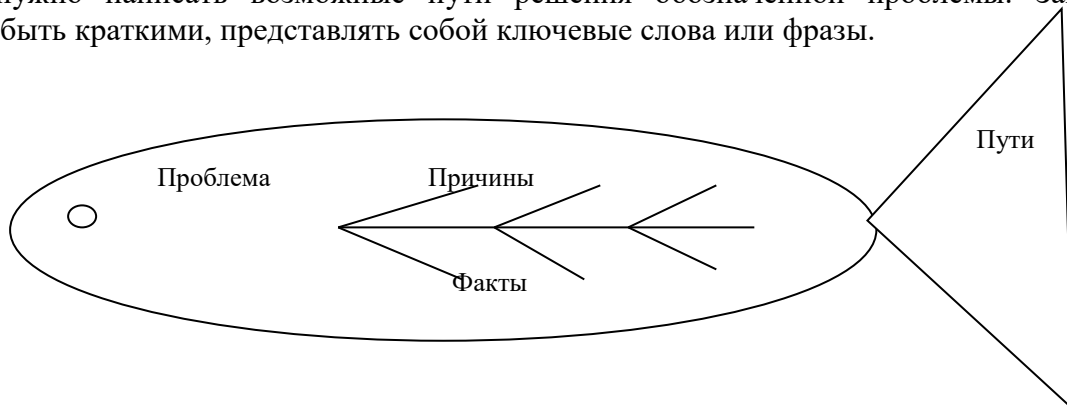 нужно написать возможные пути решения обозначенной проблемы.
быть краткими, представлять собой ключевые слова или фразы.
Пути
Проблема
Причины
Факты